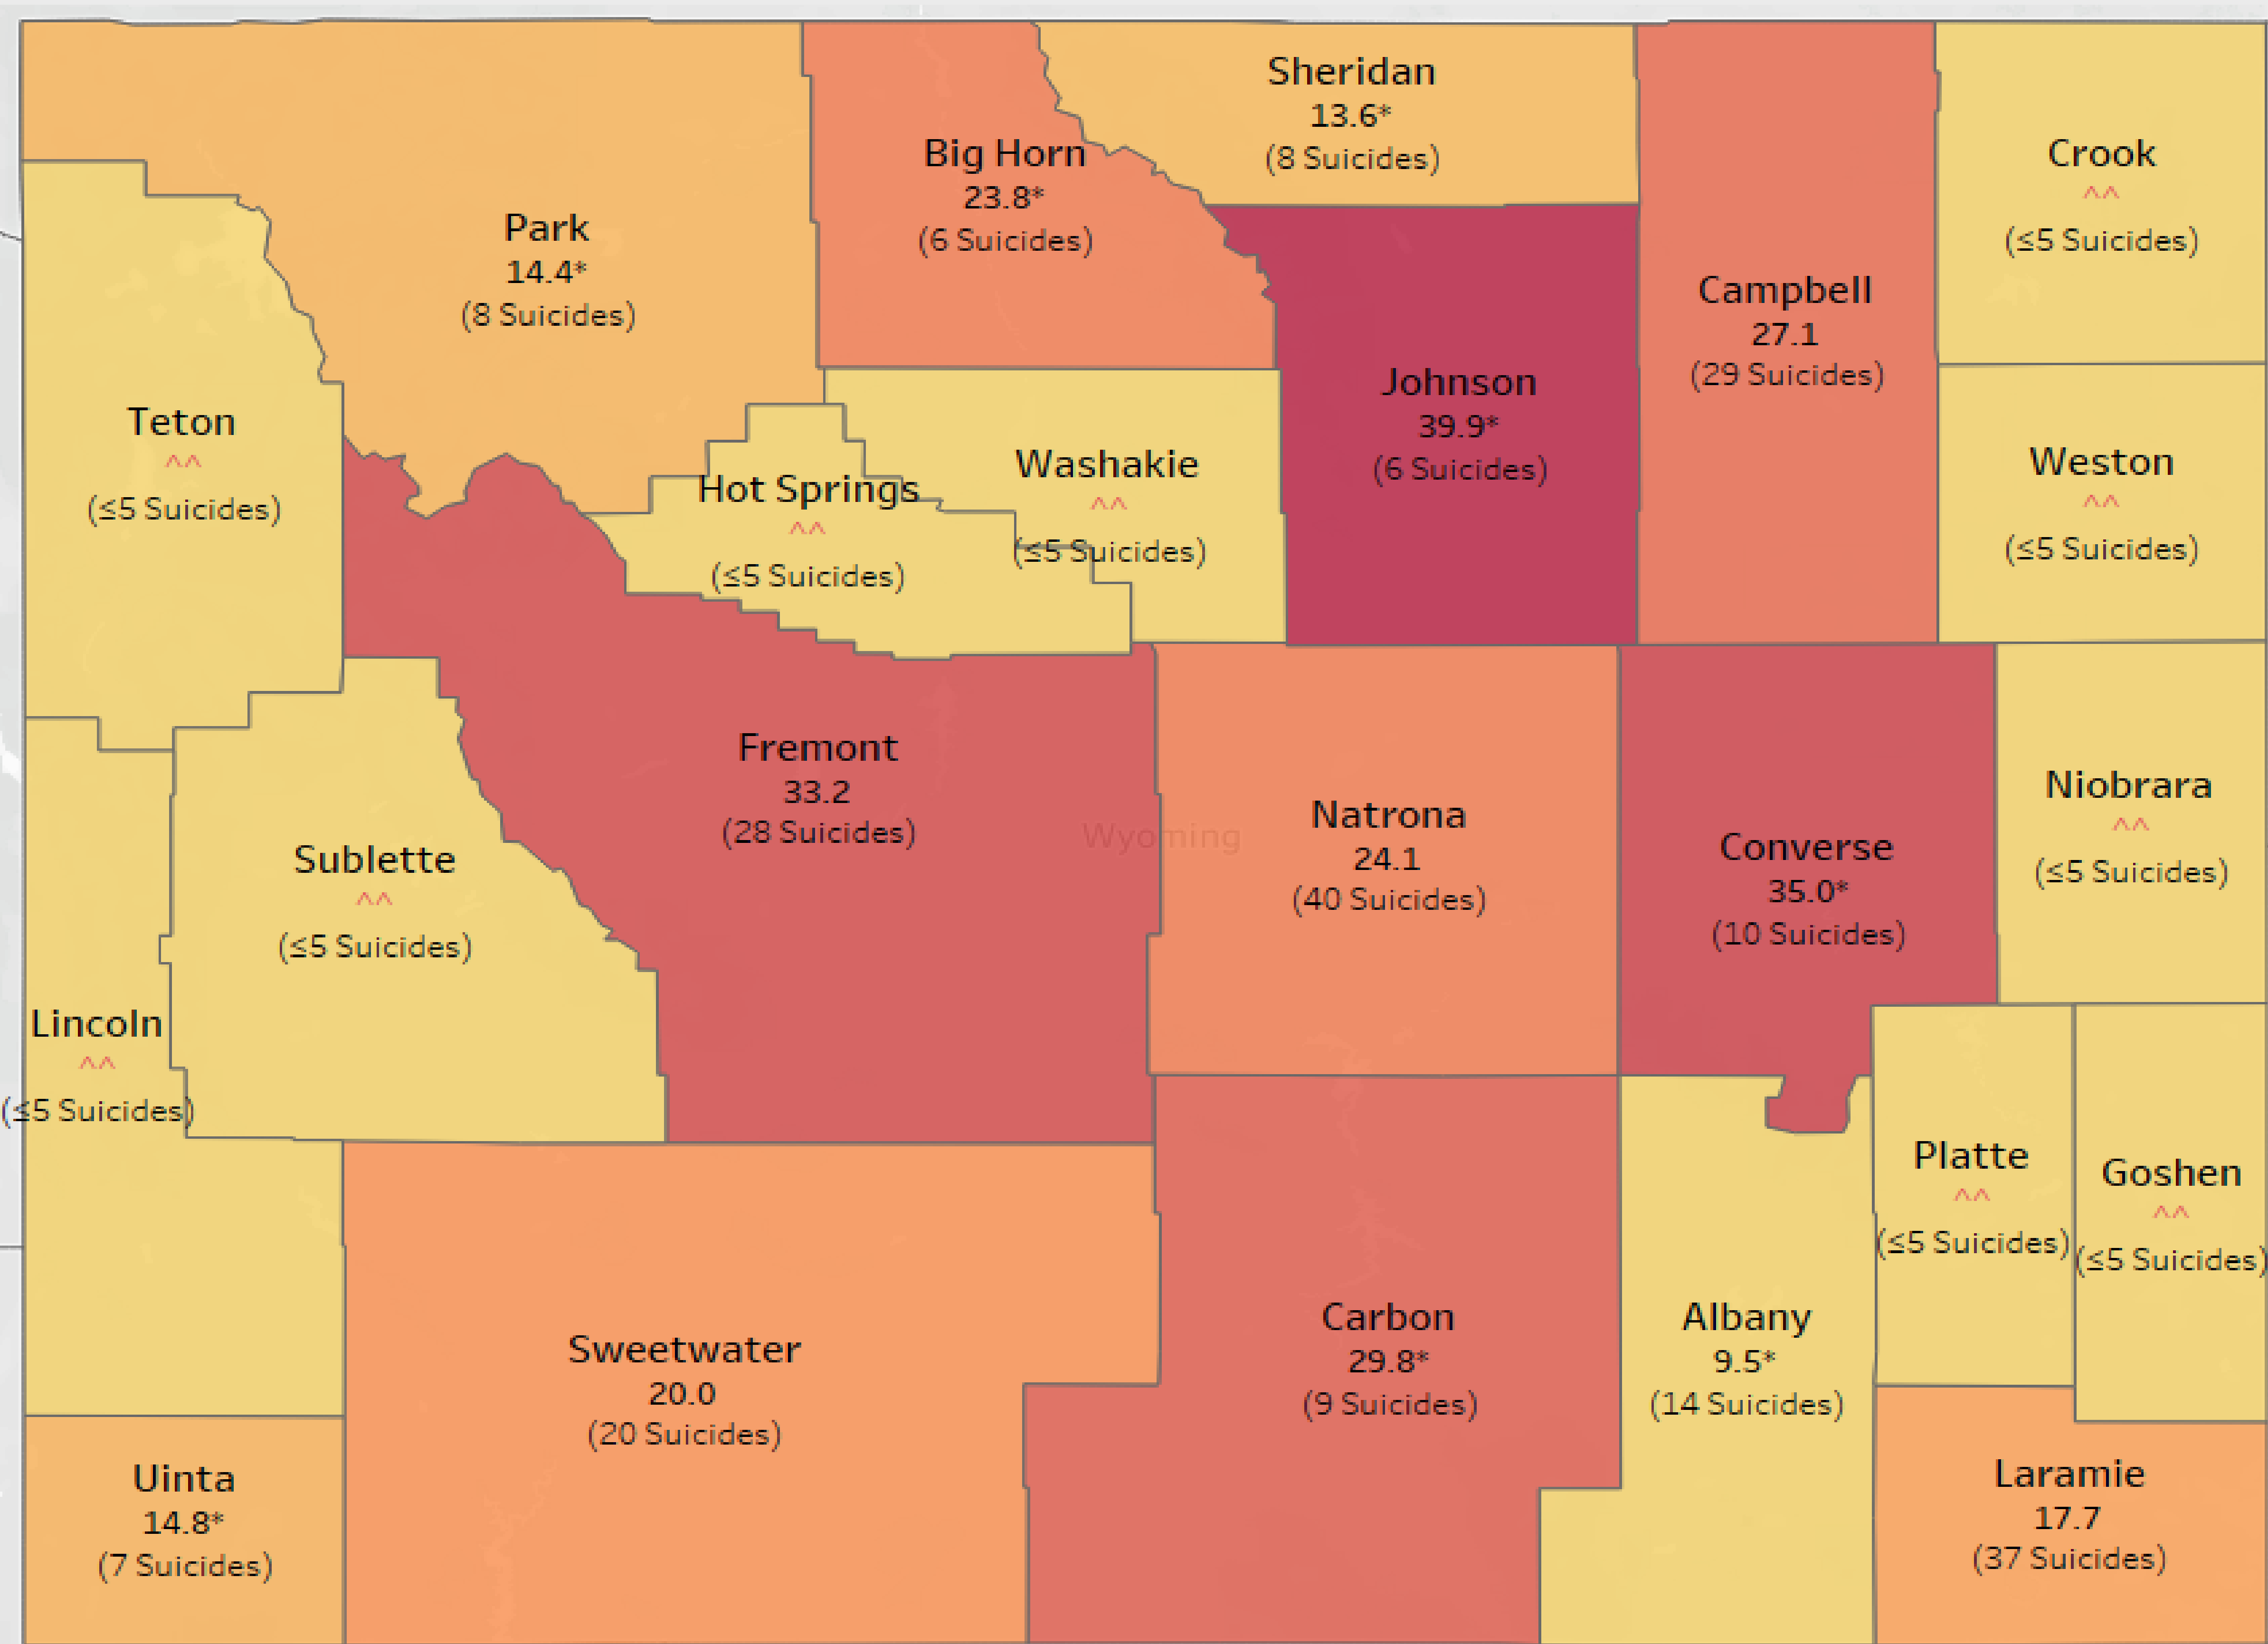 Sheridan
13.6*
(8 Suicides)
Big Horn
23.8*
(6 Suicides)
Crook
^^
(≤5 Suicides)
Park
14.4*
(8 Suicides)
Campbell
27.1
(29 Suicides)
Johnson
39.9*
(6 Suicides)
Teton
^^
(≤5 Suicides)
Hot Springs
^^
(≤5 Suicides)
Washakie
^^
(≤5 Suicides)
Weston
^^
(≤5 Suicides)
Fremont
33.2
(28 Suicides)
Wyoming
Natrona
24.1
(40 Suicides)
Converse
35.0*
(10 Suicides)
Niobrara
^^
(≤5 Suicides)
Sublette
^^
(≤5 Suicides)
Lincoln
^^
(≤5 Suicides)
Platte
^^
(≤5 Suicides)
Goshen
^^
(≤5 Suicides)
Sweetwater
20.0
(20 Suicides)
Carbon
29.8*
(9 Suicides)
Albany
9.5*
(14 Suicides)
Uinta
14.8*
(7 Suicides)
Laramie
17.7
(37 Suicides)